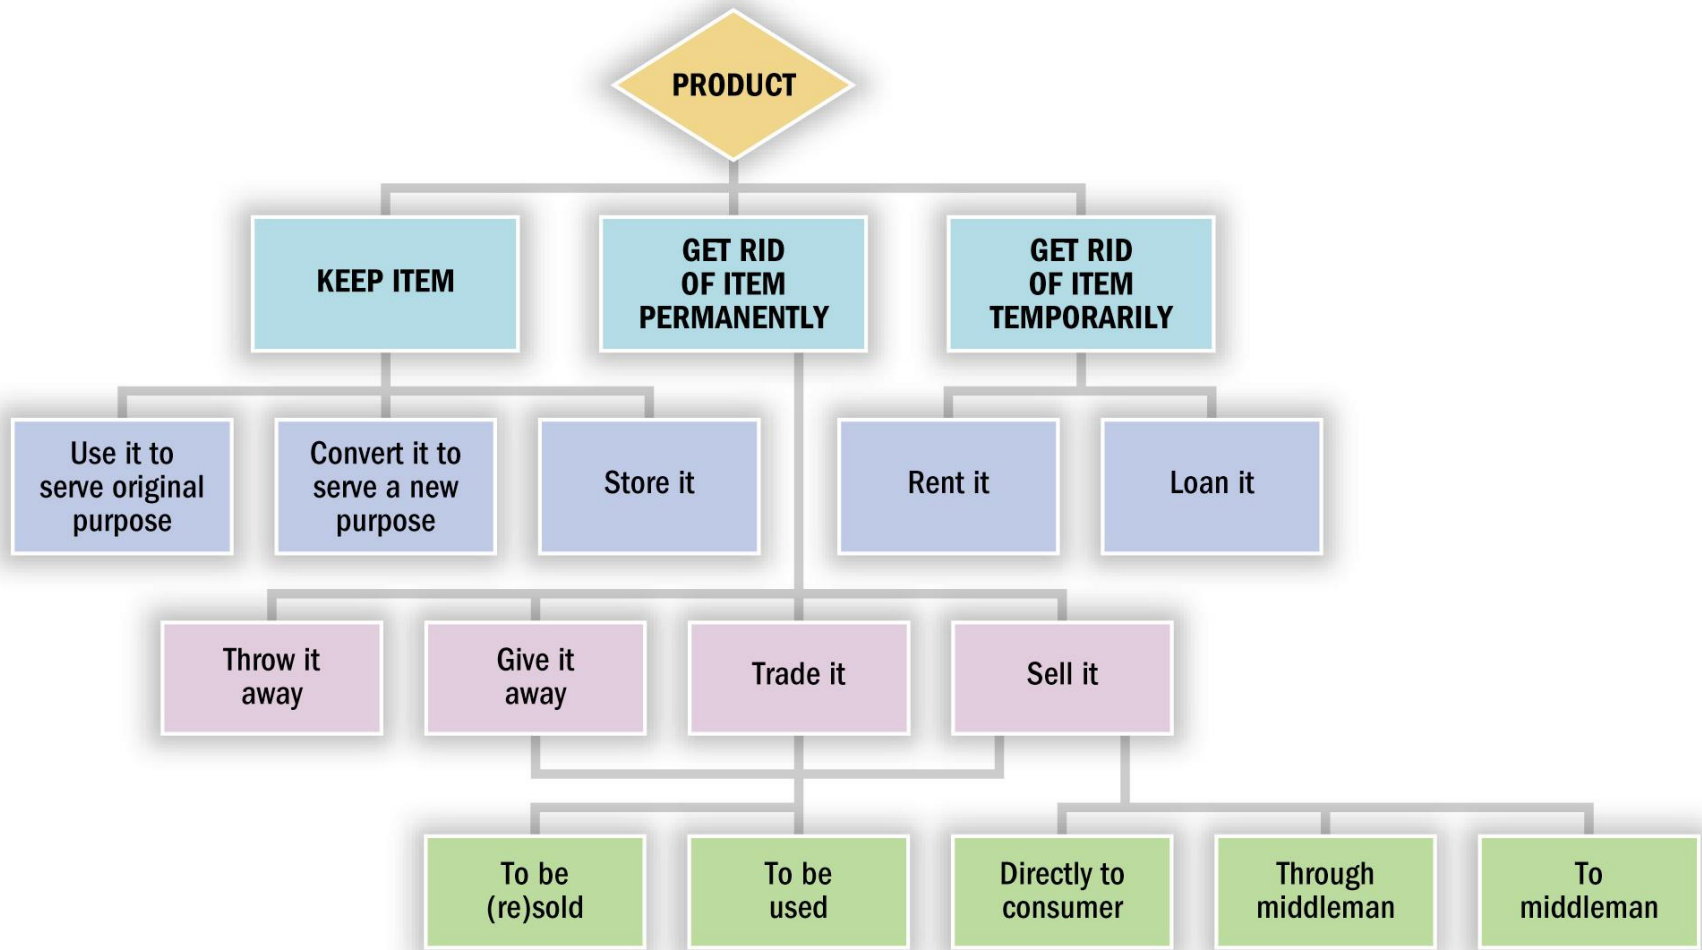 PRODUCT
KEEP ITEM
GET RID
OF ITEM
PERMANENTLY
GET RID
OF ITEM
TEMPORARILY
Use it to
serve original
purpose
Convert it to
serve a new
purpose
Store it
Rent it
Loan it
Throw it
away
Give it
away
Trade it
Sell it
To be
(re)sold
To be
used
Directly to
consumer
Through
middleman
To
middleman